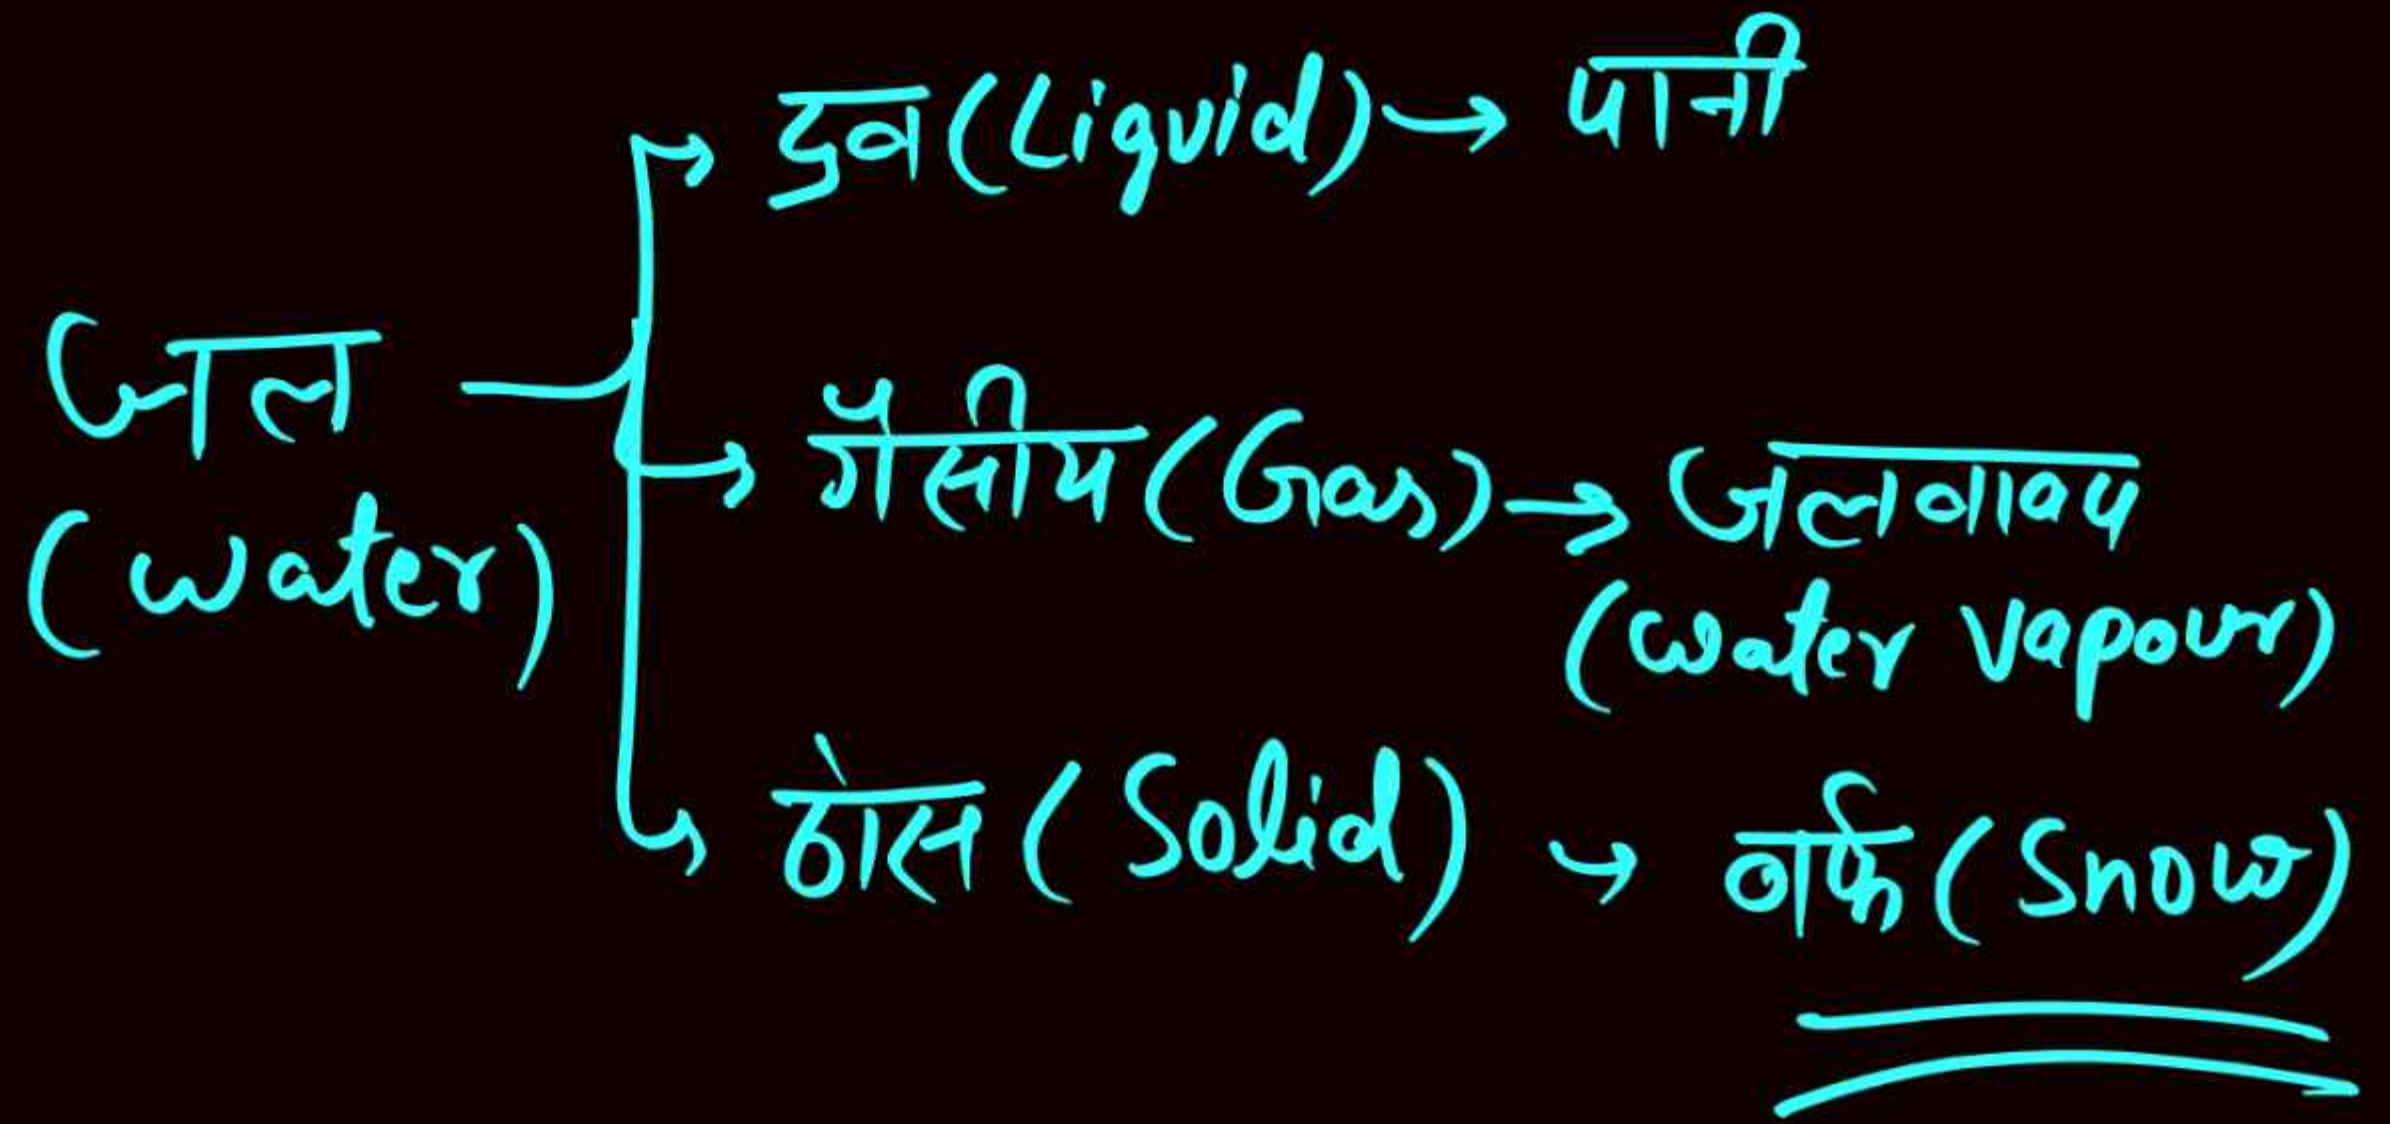 द्रव (Liquid) → पानी
जल
(water)
गैसीय (Gas) → जलवाष्प
(water vapour)
ठोस (Solid) → बर्फ (Snow)